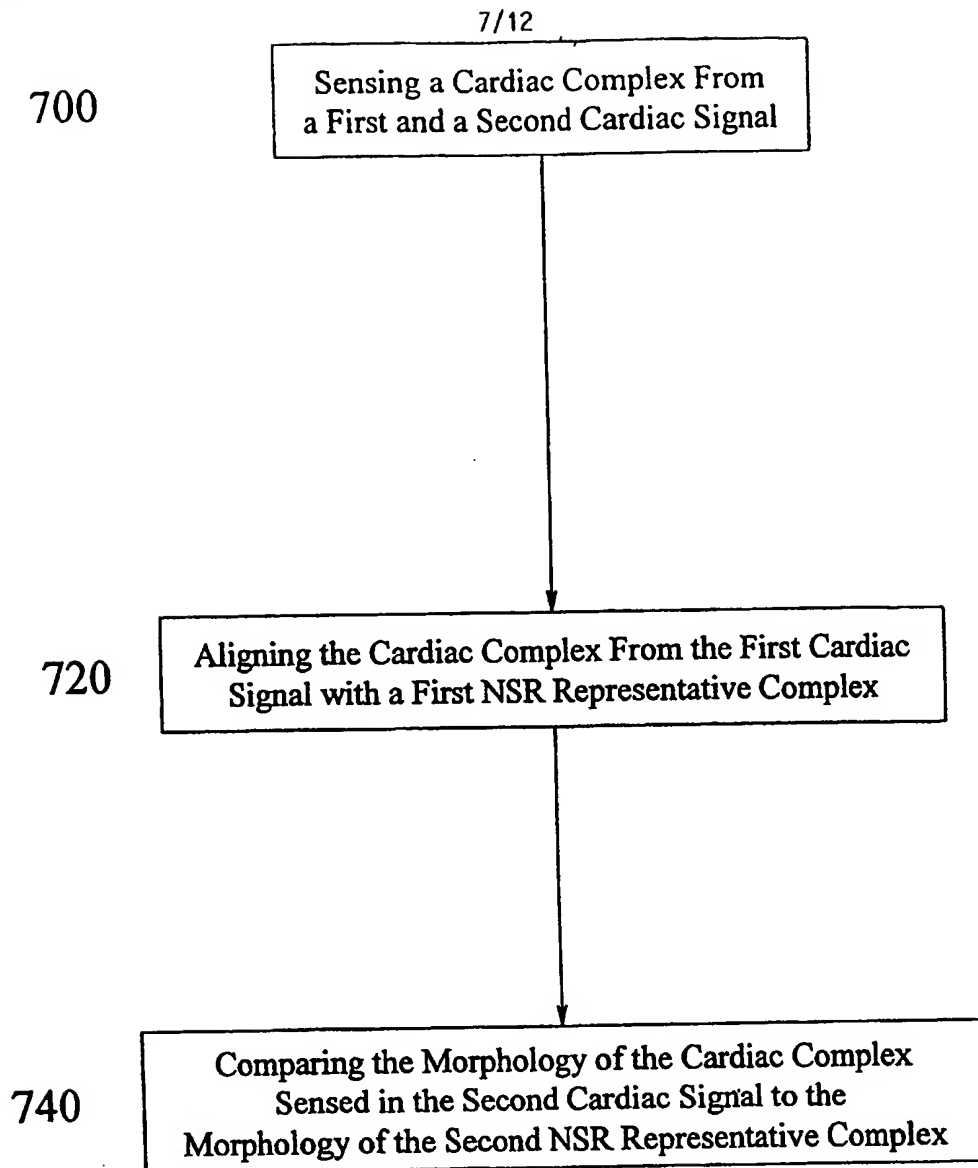 7/12
700
Sensing a Cardiac Complex From
a First and a Second Cardiac Signal
720
Aligning the Cardiac Complex From the First Cardiac
Signal with a First NSR Representative Complex
740
Comparing the Morphology of the Cardiac Complex
Sensed in the Second Cardiac Signal to the
Morphology of the Second NSR Representative Complex